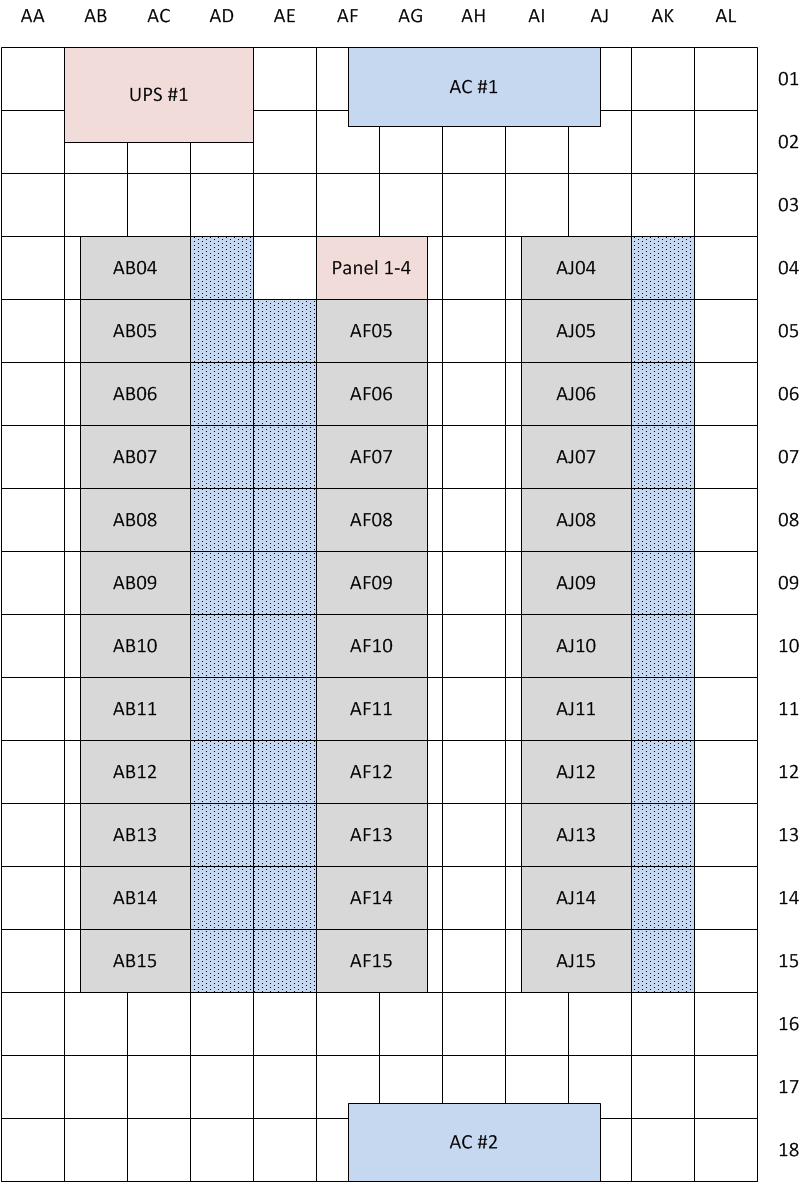 AA AB AC AD AE AF AG AH AI AJ AK AL
UPS #1 AC #1 01
02
03
AB04 Panel 1-4 AJ04 04
AB05 AF05 AJ05 05
AB06 AF06 AJ06 06
AB07 AF07 AJ07 07
AB08 AF08 AJ08 08
AB09 AF09 AJ09 09
AB10 AF10 AJ10 10
AB11 AF11 AJ11 11
AB12 AF12 AJ12 12
AB13 AF13 AJ13 13
AB14 AF14 AJ14 14
AB15 AF15 AJ15 15
16
17
AC #2 18